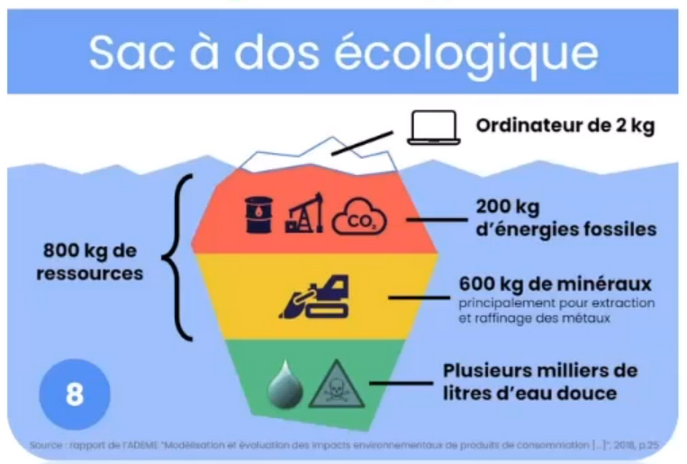 Sac à dos écologique
Ordinateur de 2 kg
200 kg
d'énergies fossiles
CO₂
800 kg de
ressources
600 kg de minéraux
principalement pour extraction
et raffinage des métaux
Plusieurs milliers de
litres d'eau douce
8
Source : rapport de l'ADEME "Modélisation et évaluation des impacts environnementaux de produits de consommation [...]", 2018, p.25